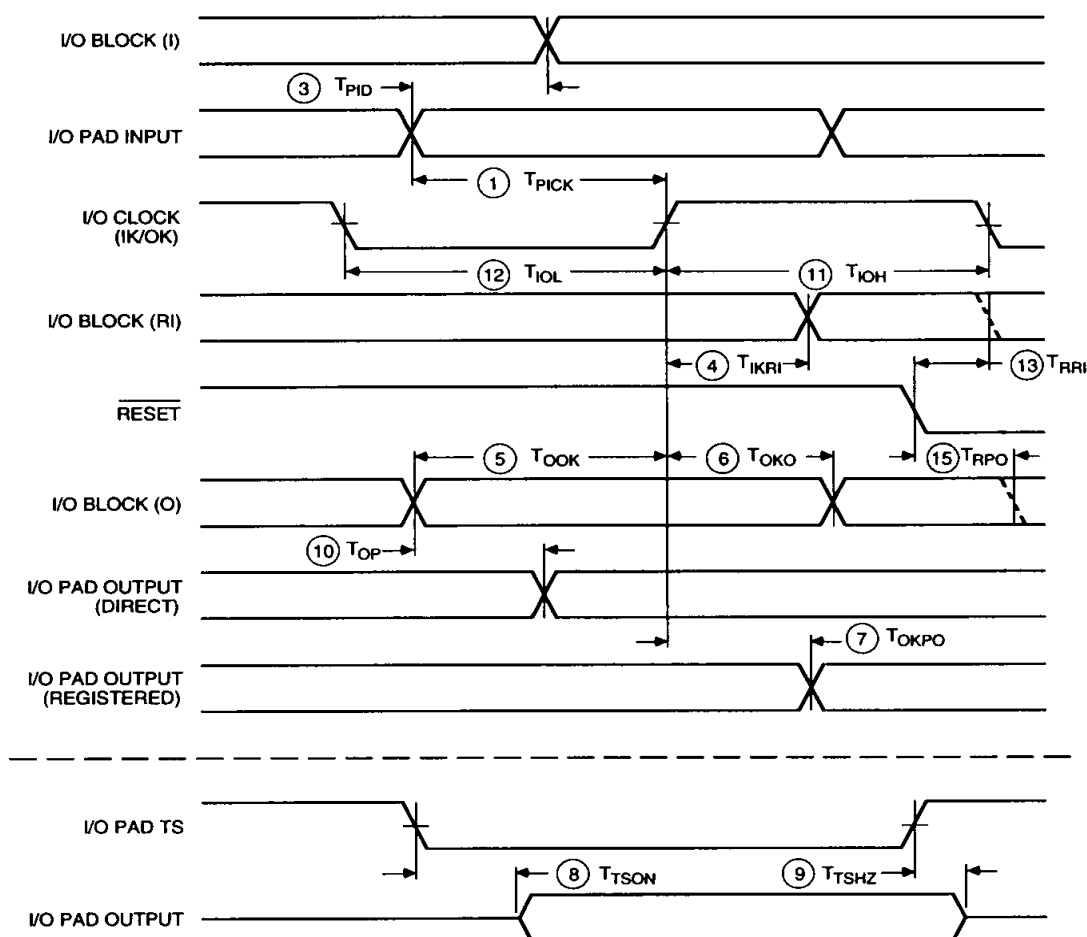 I/O BLOCK (I)
3 TPID
I/O PAD INPUT
1 TPICK
I/O CLOCK
(IK/OK)
12 TIOL
11 TIOH
I/O BLOCK (RI)
4 TIKRI
13 TRRI
RESET
5 TOOK
6 TOKO
15 TRPO
I/O BLOCK (O)
10 TOP
I/O PAD OUTPUT
(DIRECT)
7 TOKPO
I/O PAD OUTPUT
(REGISTERED)
I/O PAD TS
8 TTSON
9 TTSHZ
I/O PAD OUTPUT